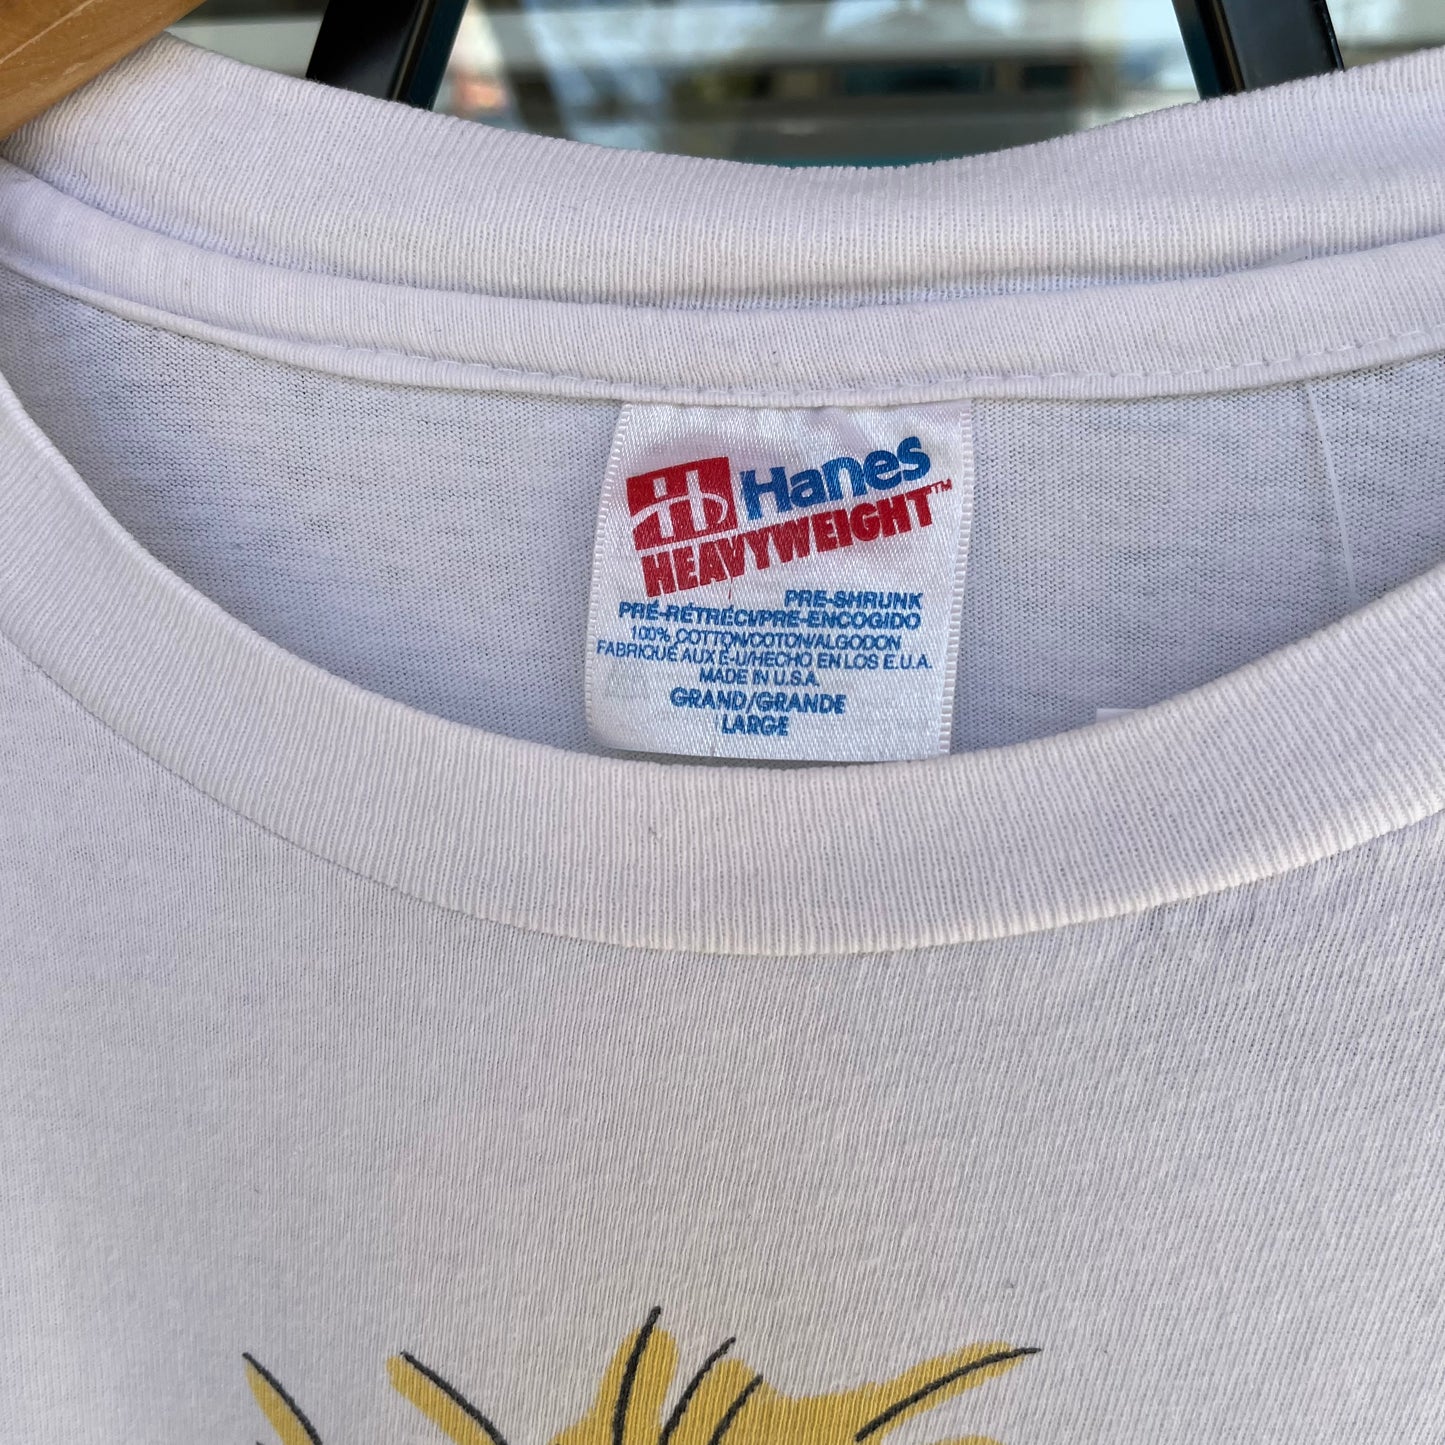 Hanes
HEAVYWEIGHT™
PRE-SHRUNK
PRÉ-RÉTRÉCI/PRE-ENCOGIDO
100% COTTON/COTON/ALGODON
FABRIQUÉ AUX É-U/HECHO EN LOS E.U.A.
MADE IN U.S.A.
GRAND/GRANDE
LARGE